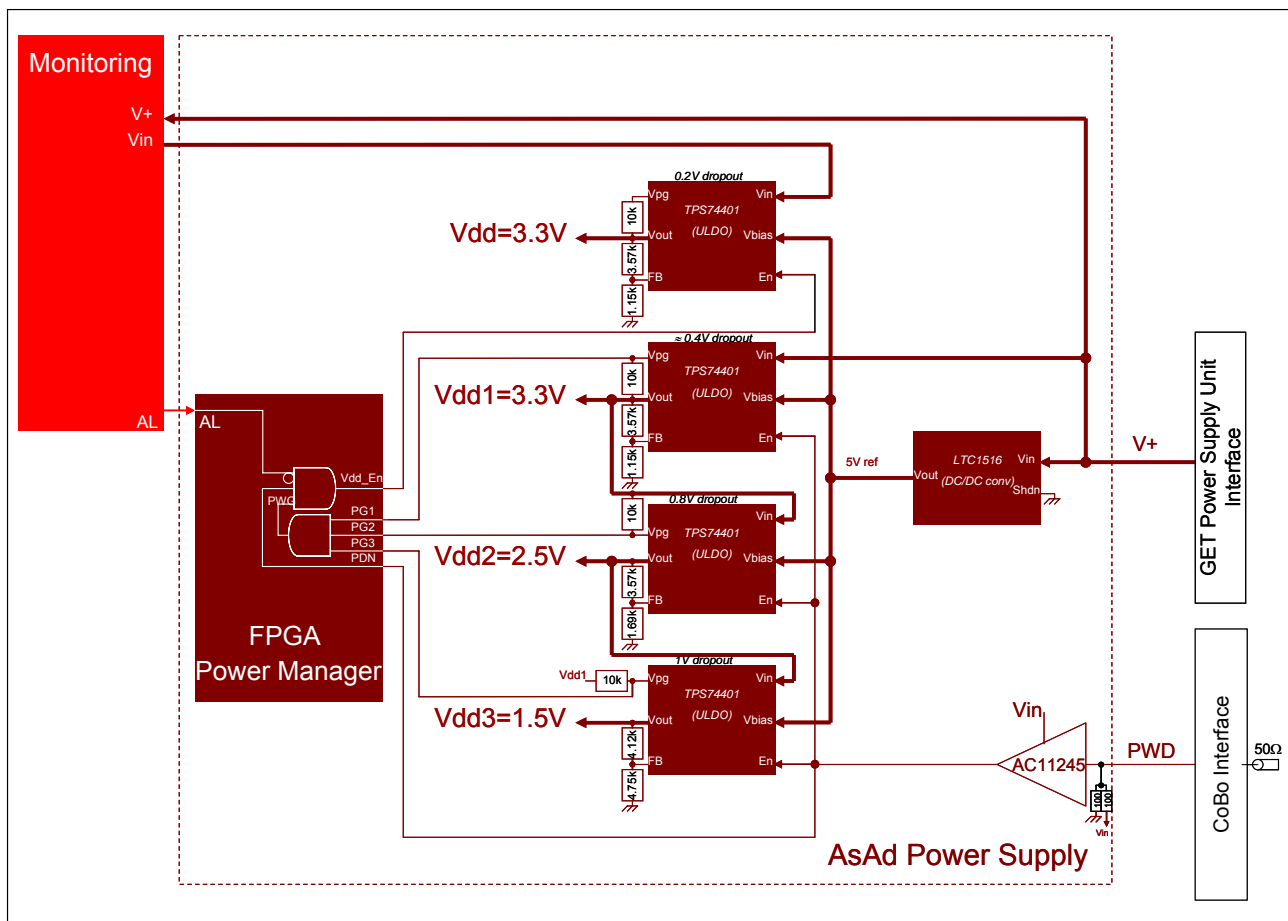 Monitoring
V+
Vin
AL
0.2V dropout
Vpg
Vin
TPS74401
(ULDO)
Vout
Vbias
FB
En
10k
3.57k
1.15k
Vdd=3.3V
≈ 0.4V dropout
Vpg
Vin
TPS74401
(ULDO)
Vout
Vbias
FB
En
10k
3.57k
1.15k
Vdd1=3.3V
AL
Vdd_En
PWG
PG1
PG2
PG3
PDN
FPGA
Power Manager
0.8V dropout
10k
Vin
TPS74401
Vpg
(ULDO)
Vout
Vbias
FB
En
3.57k
1.69k
Vdd2=2.5V
1V dropout
Vdd1
10k
Vpg
Vin
TPS74401
(ULDO)
Vout
Vbias
FB
En
4.12k
4.75k
Vdd3=1.5V
5V ref
Vout
LTC1516
(DC/DC conv)
Vin
Shdn
V+
GET Power Supply Unit
Interface
Vin
AC11245
PWD
100
100
Vin
CoBo Interface
50Ω
AsAd Power Supply